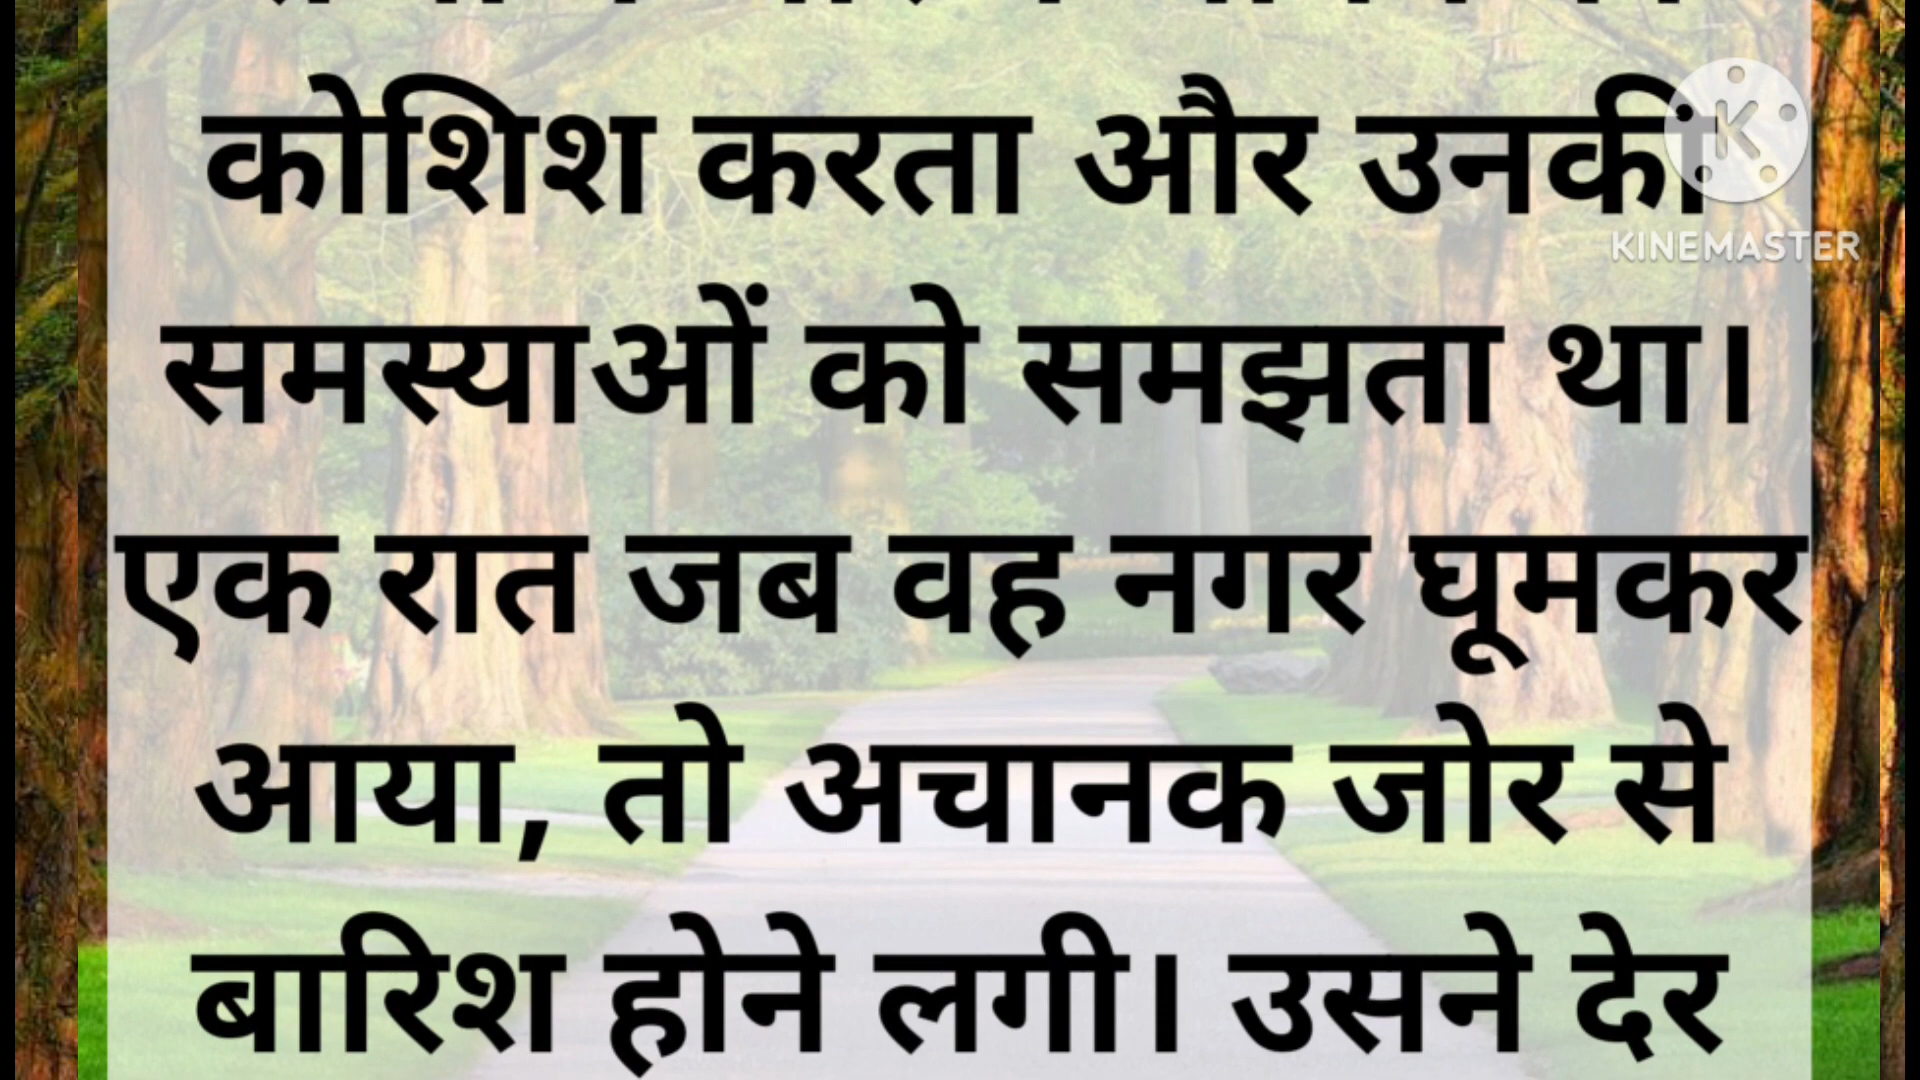 कोशिश करता और उनकी
KINEMASTER
समस्याओं को समझता था।
एक रात जब वह नगर घूमकर
आया, तो अचानक जोर से
बारिश होने लगी। उसने देर